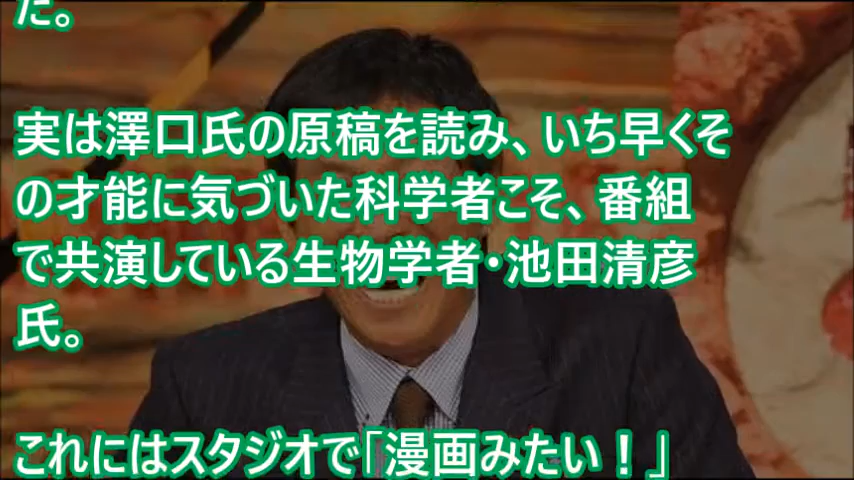 た。
実は澤口氏の原稿を読み、いち早くそ
の才能に気づいた科学者こそ、番組
で共演している生物学者・池田清彦
氏。
これにはスタジオで「漫画みたい！」